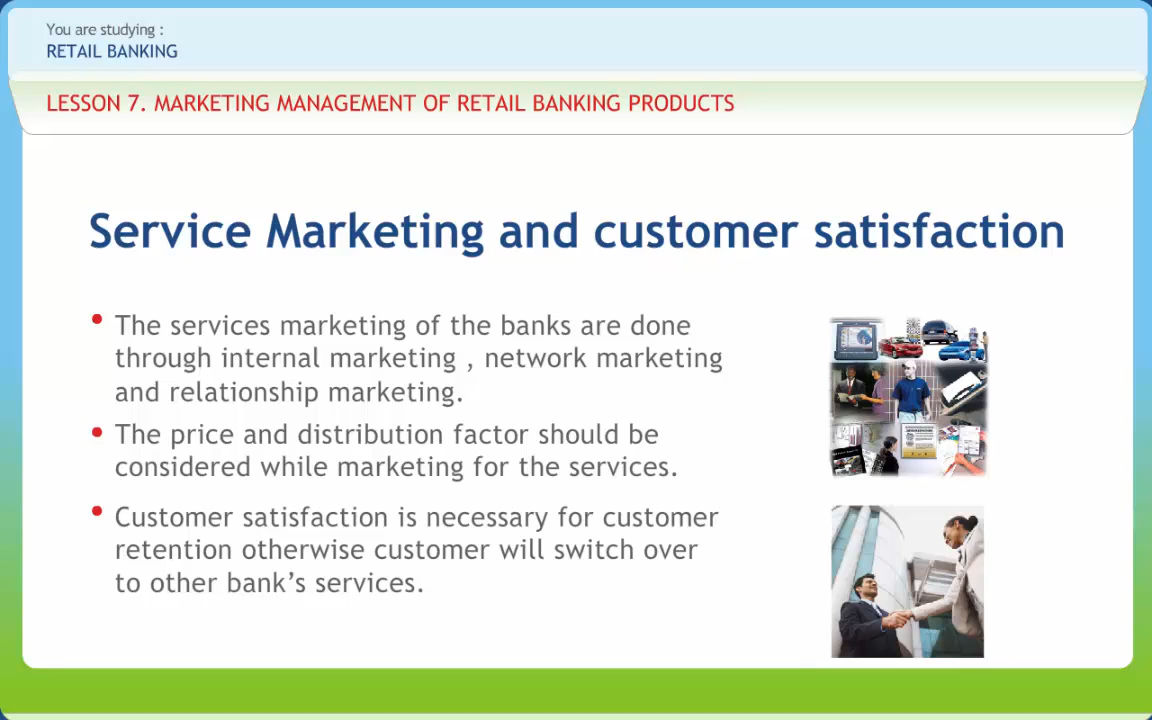 You are studying :
RETAIL BANKING
LESSON 7. MARKETING MANAGEMENT OF RETAIL BANKING PRODUCTS
Service Marketing and customer satisfaction
• The services marketing of the banks are done
through internal marketing , network marketing
and relationship marketing.
• The price and distribution factor should be
considered while marketing for the services.
• Customer satisfaction is necessary for customer
retention otherwise customer will switch over
to other bank’s services.